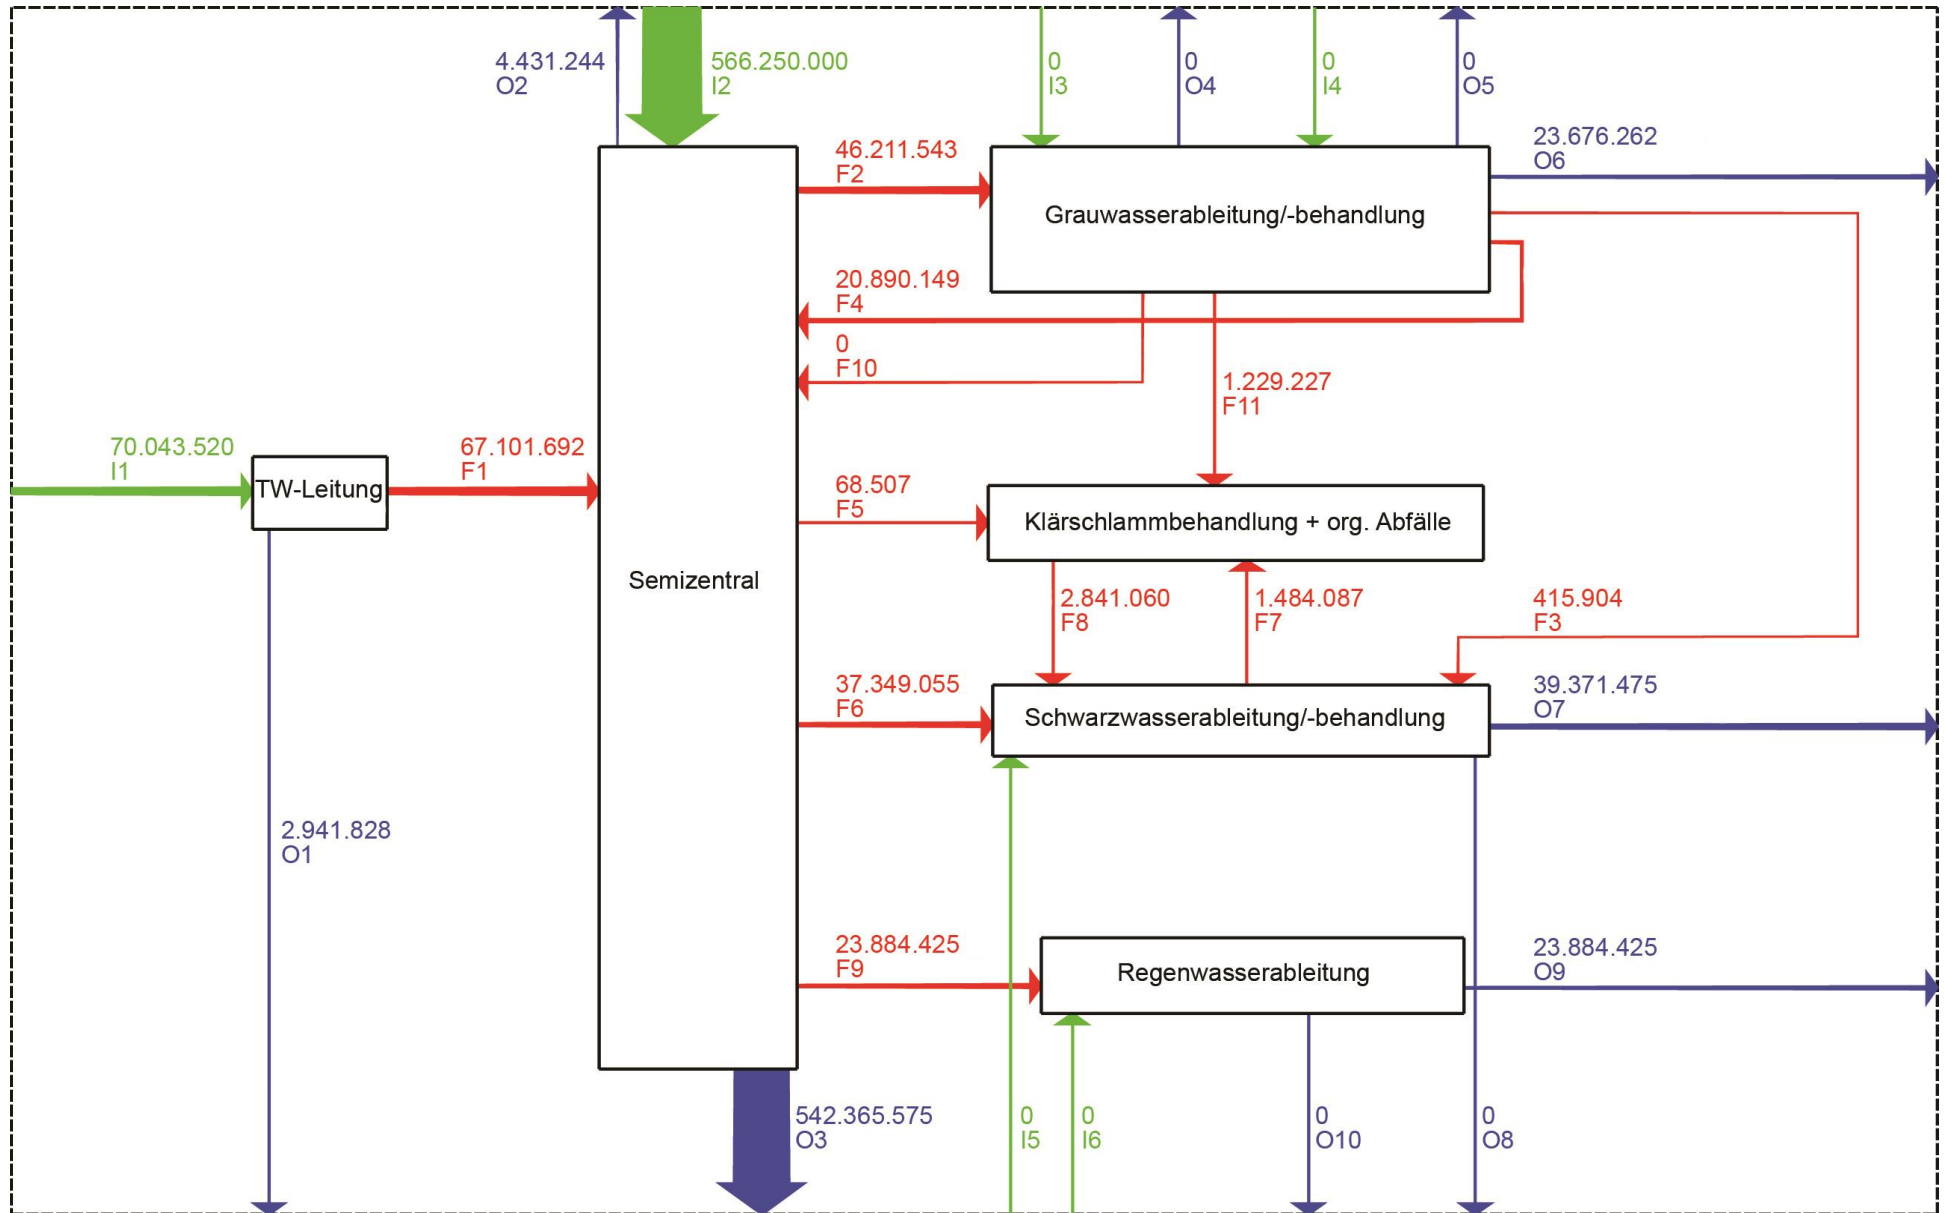 4.431.244
O2
566.250.000
I2
0
I3
0
O4
0
I4
0
O5
46.211.543
F2
23.676.262
O6
Grauwasserableitung/-behandlung
20.890.149
F4
0
F10
1.229.227
F11
70.043.520
I1
TW-Leitung
67.101.692
F1
68.507
F5
Klärschlammbehandlung + org. Abfälle
Semizentral
2.841.060
F8
1.484.087
F7
415.904
F3
37.349.055
F6
Schwarzwasserableitung/-behandlung
39.371.475
O7
2.941.828
O1
23.884.425
F9
Regenwasserableitung
23.884.425
O9
542.365.575
O3
0
I5
0
I6
0
O10
0
O8